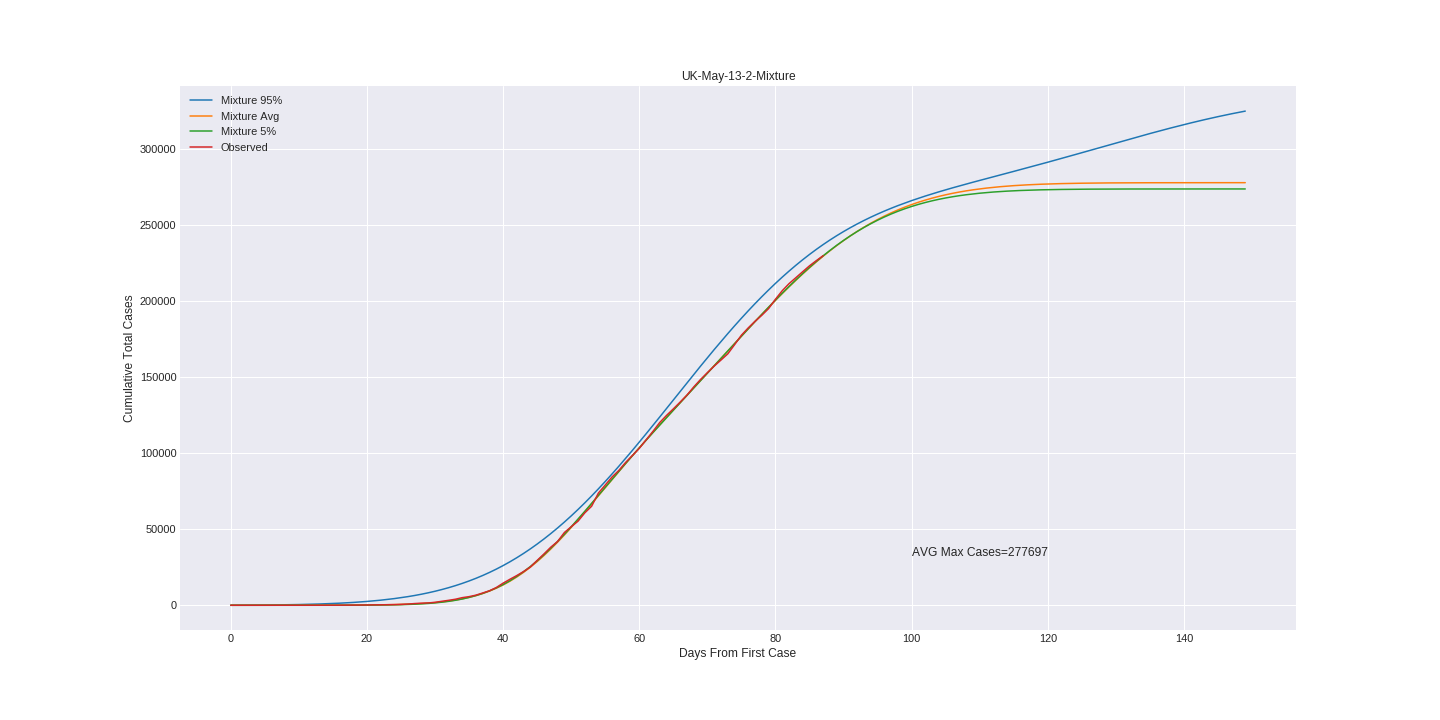 UK-May-13-2-Mixture
Mixture 95%
Mixture Avg
Mixture 5%
Observed
300000
250000
200000
150000
100000
50000
0
Cumulative Total Cases
AVG Max Cases=277697
0 20 40 60 80 100 120 140
Days From First Case